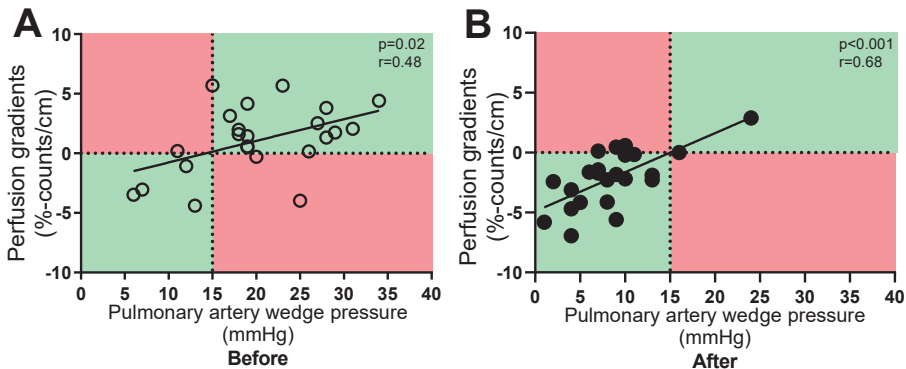 A
p=0.02
r=0.48
10
5
0
-5
-10
Perfusion gradients
(%-counts/cm)
0 5 10 15 20 25 30 35 40
Pulmonary artery wedge pressure
(mmHg)
Before
B
p<0.001
r=0.68
10
5
0
-5
-10
Perfusion gradients
(%-counts/cm)
0 5 10 15 20 25 30 35 40
Pulmonary artery wedge pressure
(mmHg)
After